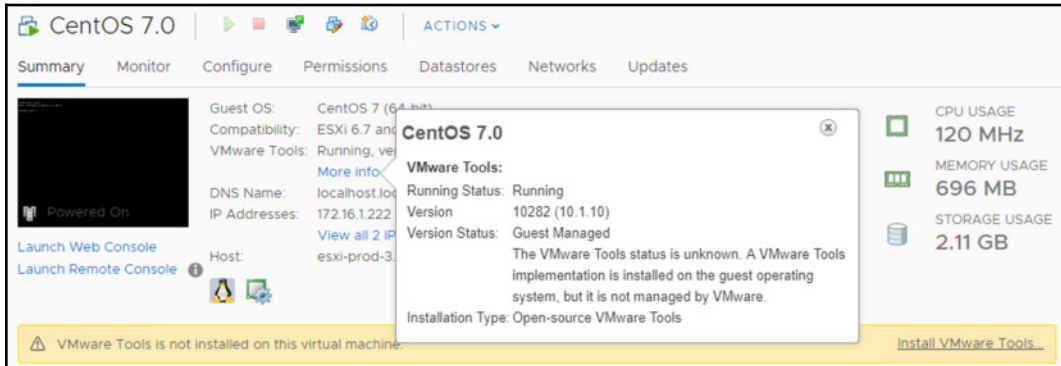 CentOS 7.0 ACTIONS
Summary Monitor Configure Permissions Datastores Networks Updates
Guest OS: CentOS 7 (64-bit)
Compatibility: ESXi 6.7 and
VMware Tools: Running, ve
More info
DNS Name: localhost.loc
IP Addresses: 172.16.1.222
View all 2 IP
Host: esxi-prod-3.
Powered On
Launch Web Console
Launch Remote Console
CentOS 7.0
VMware Tools:
Running Status: Running
Version 10282 (10.1.10)
Version Status: Guest Managed
The VMware Tools status is unknown. A VMware Tools
implementation is installed on the guest operating
system, but it is not managed by VMware.
Installation Type: Open-source VMware Tools
CPU USAGE
120 MHz
MEMORY USAGE
696 MB
STORAGE USAGE
2.11 GB
VMware Tools is not installed on this virtual machine. Install VMware Tools...